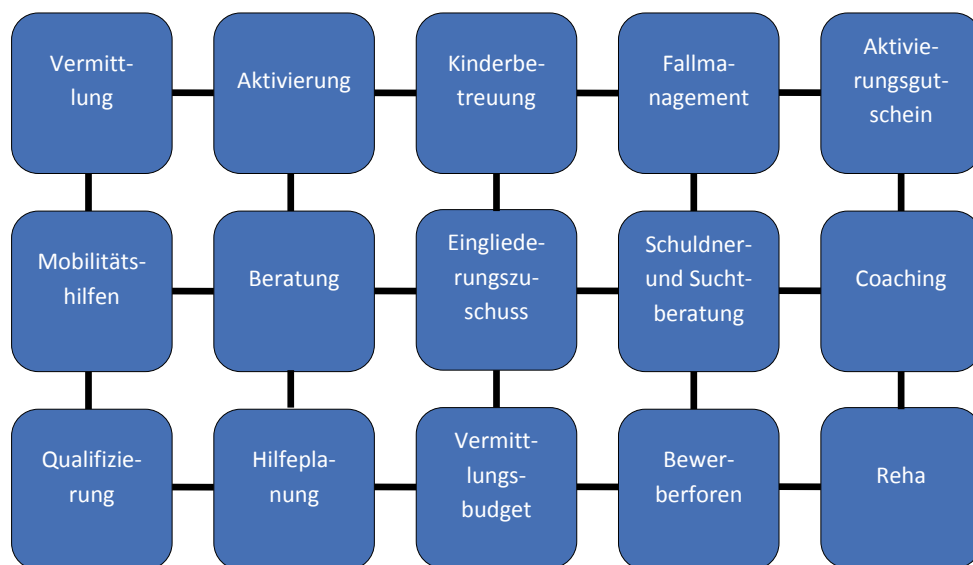 Vermitt-
lung
Aktivierung
Kinderbe-
treuung
Fallma-
nagement
Aktivie-
rungsgut-
schein
Mobilitäts-
hilfen
Beratung
Eingliede-
rungszu-
schuss
Schuldner-
und Sucht-
beratung
Coaching
Qualifizie-
rung
Hilfepla-
nung
Vermitt-
lungs-
budget
Bewer-
berforen
Reha